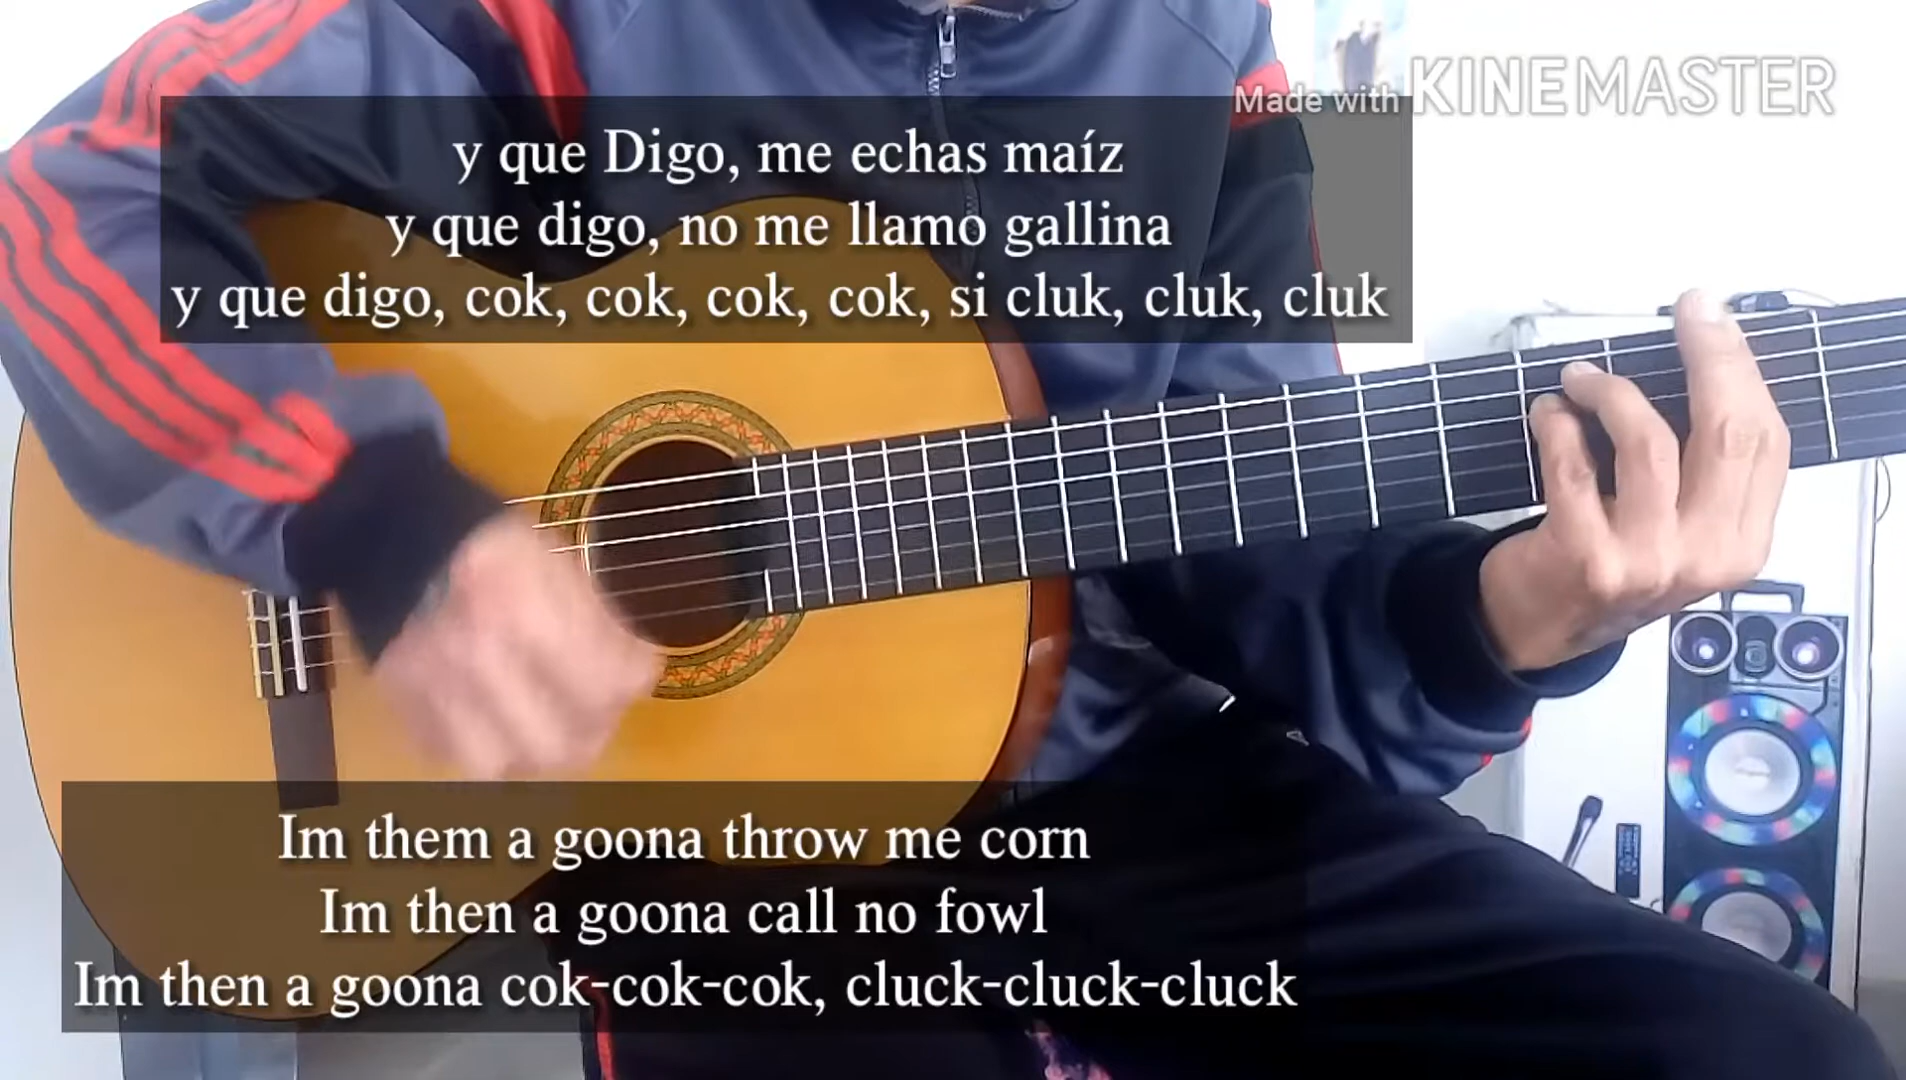 Made with KINEMASTER
y que Digo, me echas maíz
y que digo, no me llamo gallina
y que digo, cok, cok, cok, cok, si cluk, cluk, cluk
Im them a goona throw me corn
Im then a goona call no fowl
Im then a goona cok-cok-cok, cluck-cluck-cluck